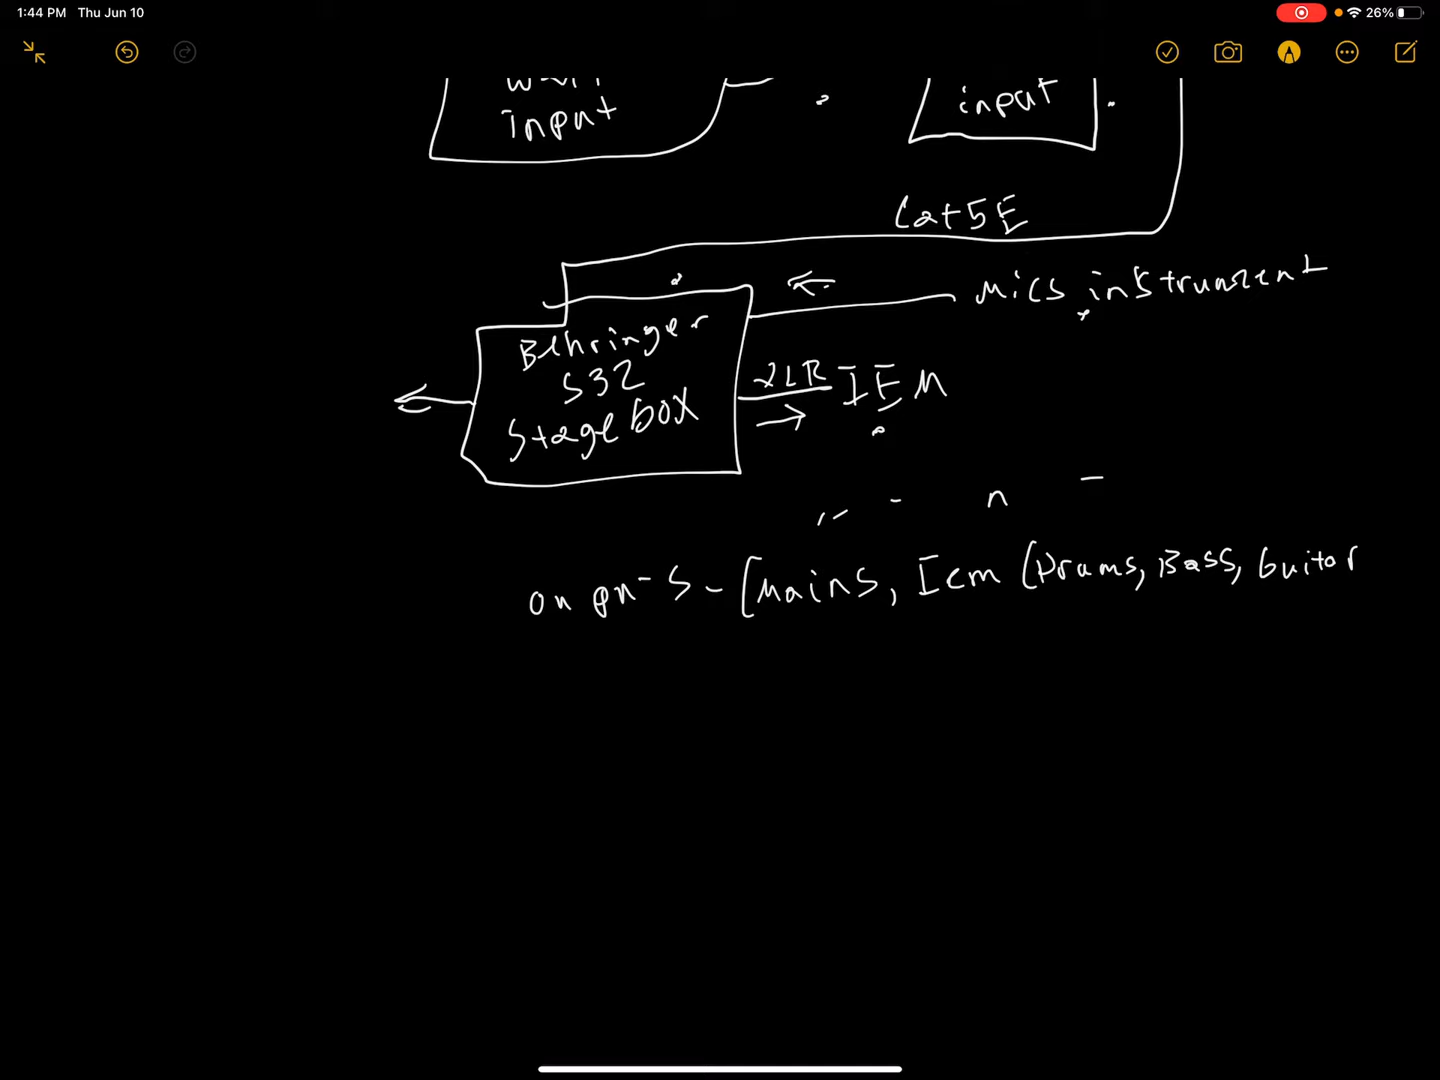 1:44 PM Thu Jun 10
26%
Input
input
Cat5E
Mics, instrument
Behringer
S32
Stage box
XLR
IEM
[Mains, Iem (Drums, Bass, Guitar